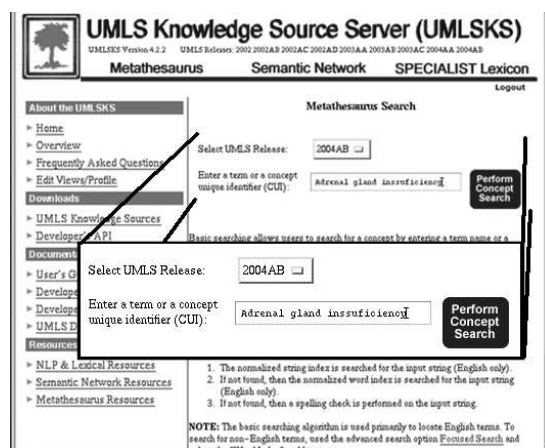 UMLS Knowledge Source Server (UMLSKS)
UMLSKS Version 4.2.2 UMLS Releases: 2002 2002AB 2002AC 2002AD 2003AA 2003AB 2003AC 2004AA 2004AB
Metathesaurus Semantic Network SPECIALIST Lexicon
Logout
About the UMLSKS
Home
Overview
Frequently Asked Questions
Edit Views/Profile
Downloads
UMLS Knowledge Sources
Developer's API
Document
User's G
Develope
Develope
UMLS D
Resources
NLP & Lexical Resources
Semantic Network Resources
Metathesaurus Resources
Metathesaurus Search
Select UMLS Release: 2004AB
Enter a term or a concept
unique identifier (CUI): Adrenal gland inssuficiency
Perform
Concept
Search
Basic searching allows users to search for a concept by entering a term name or a
Select UMLS Release: 2004AB
Enter a term or a concept
unique identifier (CUI): Adrenal gland inssuficiency
Perform
Concept
Search
1. The normalized string index is searched for the input string (English only).
2. If not found, then the normalized word index is searched for the input string
(English only).
3. If not found, then a spelling check is performed on the input string.
NOTE: The basic searching algorithm is used primarily to locate English terms. To
search for non-English terms, used the advanced search option Focused Search and